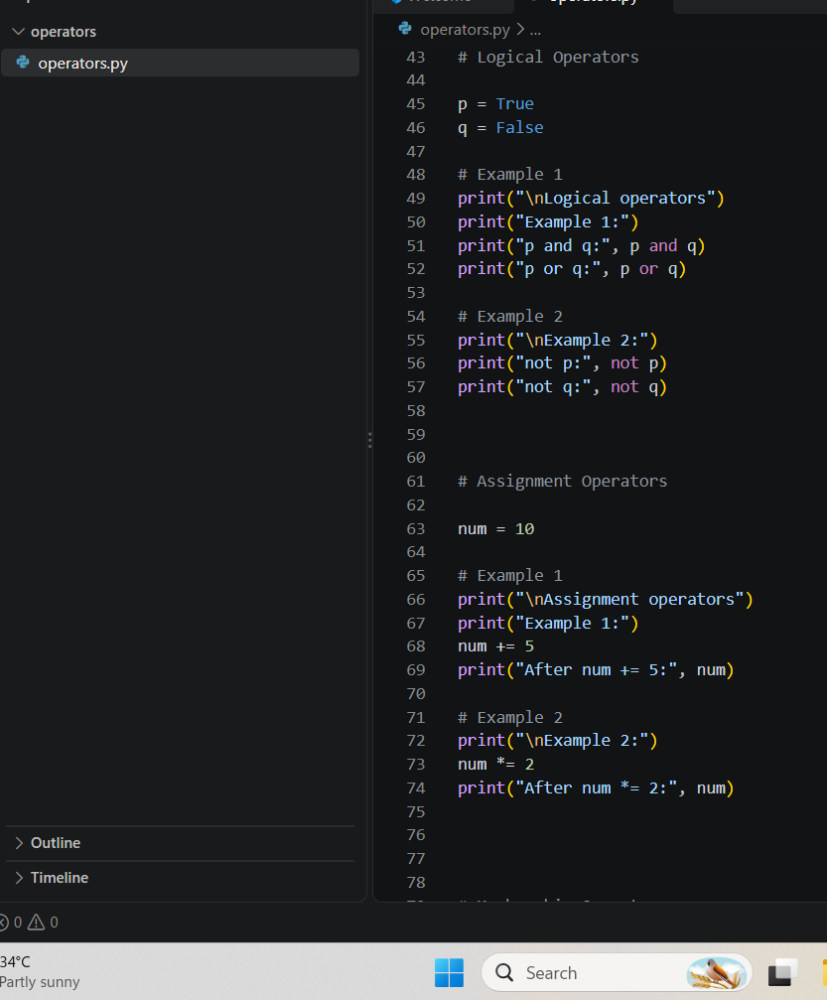 operators
operators.py
operators.py > ...
43 # Logical Operators
44
45 p = True
46 q = False
47
48 # Example 1
49 print("\nLogical operators")
50 print("Example 1:")
51 print("p and q:", p and q)
52 print("p or q:", p or q)
53
54 # Example 2
55 print("\nExample 2:")
56 print("not p:", not p)
57 print("not q:", not q)
58
59
60
61 # Assignment Operators
62
63 num = 10
64
65 # Example 1
66 print("\nAssignment operators")
67 print("Example 1:")
68 num += 5
69 print("After num += 5:", num)
70
71 # Example 2
72 print("\nExample 2:")
73 num *= 2
74 print("After num *= 2:", num)
75
76
77
78
Outline
Timeline
0 0
34°C
Partly sunny
Search